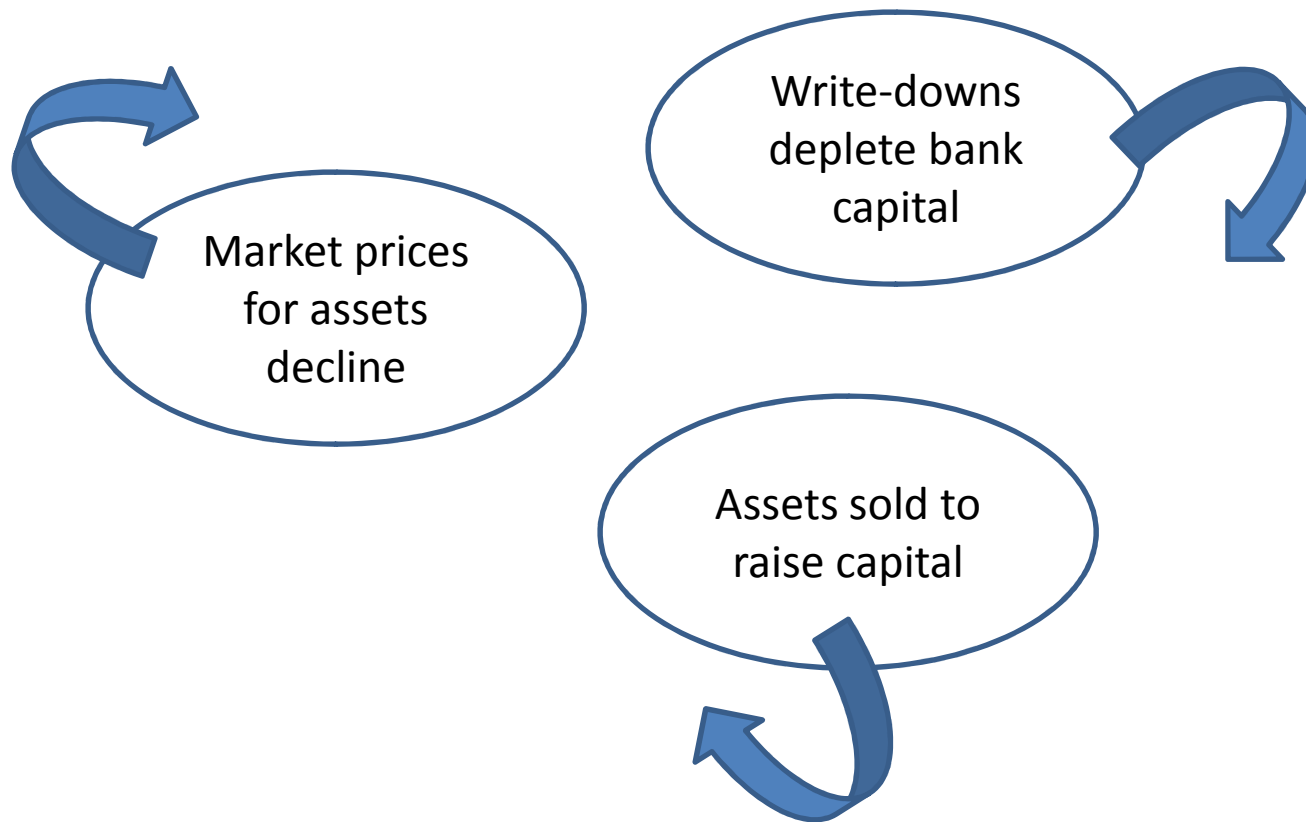 Write-downs
deplete bank
capital
Market prices
for assets
decline
Assets sold to
raise capital